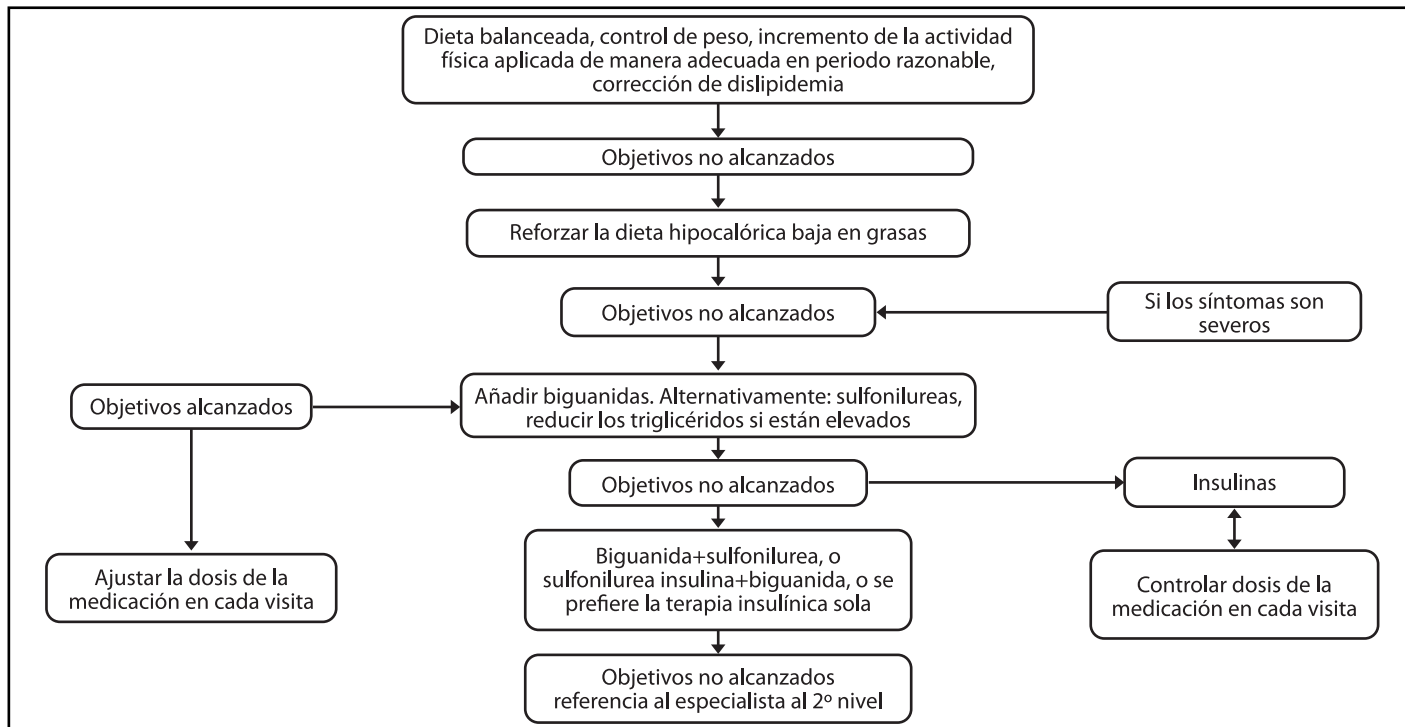 Dieta balanceada, control de peso, incremento de la actividad
física aplicada de manera adecuada en periodo razonable,
corrección de dislipidemia
Objetivos no alcanzados
Reforzar la dieta hipocalórica baja en grasas
Objetivos no alcanzados
Si los síntomas son
severos
Objetivos alcanzados
Añadir biguanidas. Alternativamente: sulfonilureas,
reducir los triglicéridos si están elevados
Objetivos no alcanzados
Insulinas
Ajustar la dosis de la
medicación en cada visita
Biguanida+sulfonilurea, o
sulfonilurea insulina+biguanida, o se
prefiere la terapia insulínica sola
Controlar dosis de la
medicación en cada visita
Objetivos no alcanzados
referencia al especialista al 2º nivel